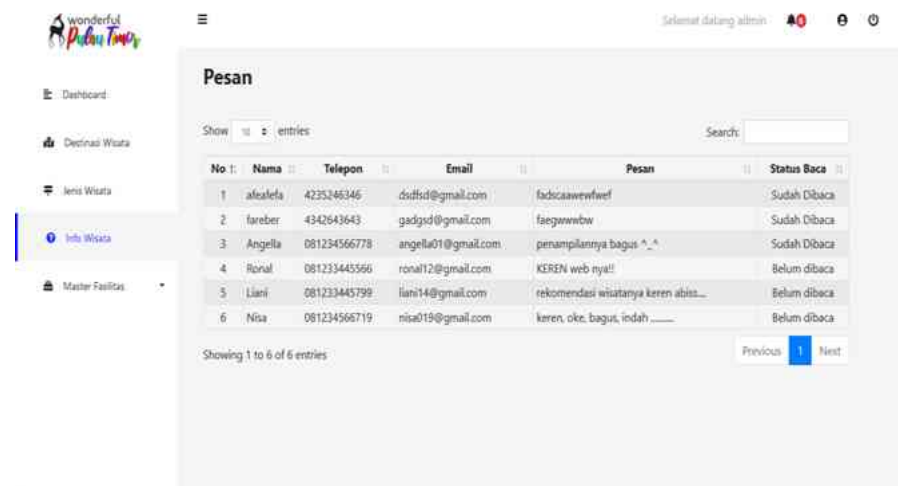 wonderful
Pulau Timor
Selamat datang admin
Dashboard
Destinasi Wisata
Jenis Wisata
Info Wisata
Master Fasilitas
Pesan
Show 10 entries
Search:
No Nama Telepon Email Pesan Status Baca
1 afeafefa 4235246346 dsdfsd@gmail.com fadscaawewfwef Sudah Dibaca
2 fareber 4342643643 gadgsd@gmail.com faegwwwbw Sudah Dibaca
3 Angella 081234566778 angella01@gmail.com penampilannya bagus ^_^ Sudah Dibaca
4 Ronal 081233445566 ronal12@gmail.com KEREN web nya!! Belum dibaca
5 Liani 081233445799 liani14@gmail.com rekomendasi wisatanya keren abiss.... Belum dibaca
6 Nisa 081234566719 nisa019@gmail.com keren, oke, bagus, indah .......... Belum dibaca
Showing 1 to 6 of 6 entries
Previous 1 Next